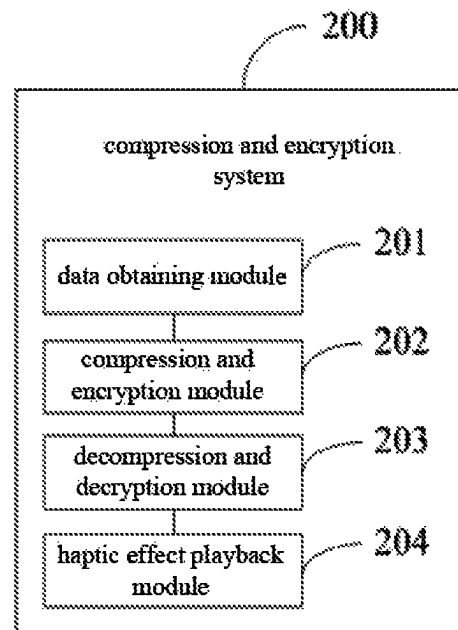 200
compression and encryption
system
201
data obtaining module
202
compression and
encryption module
203
decompression and
decryption module
204
haptic effect playback
module